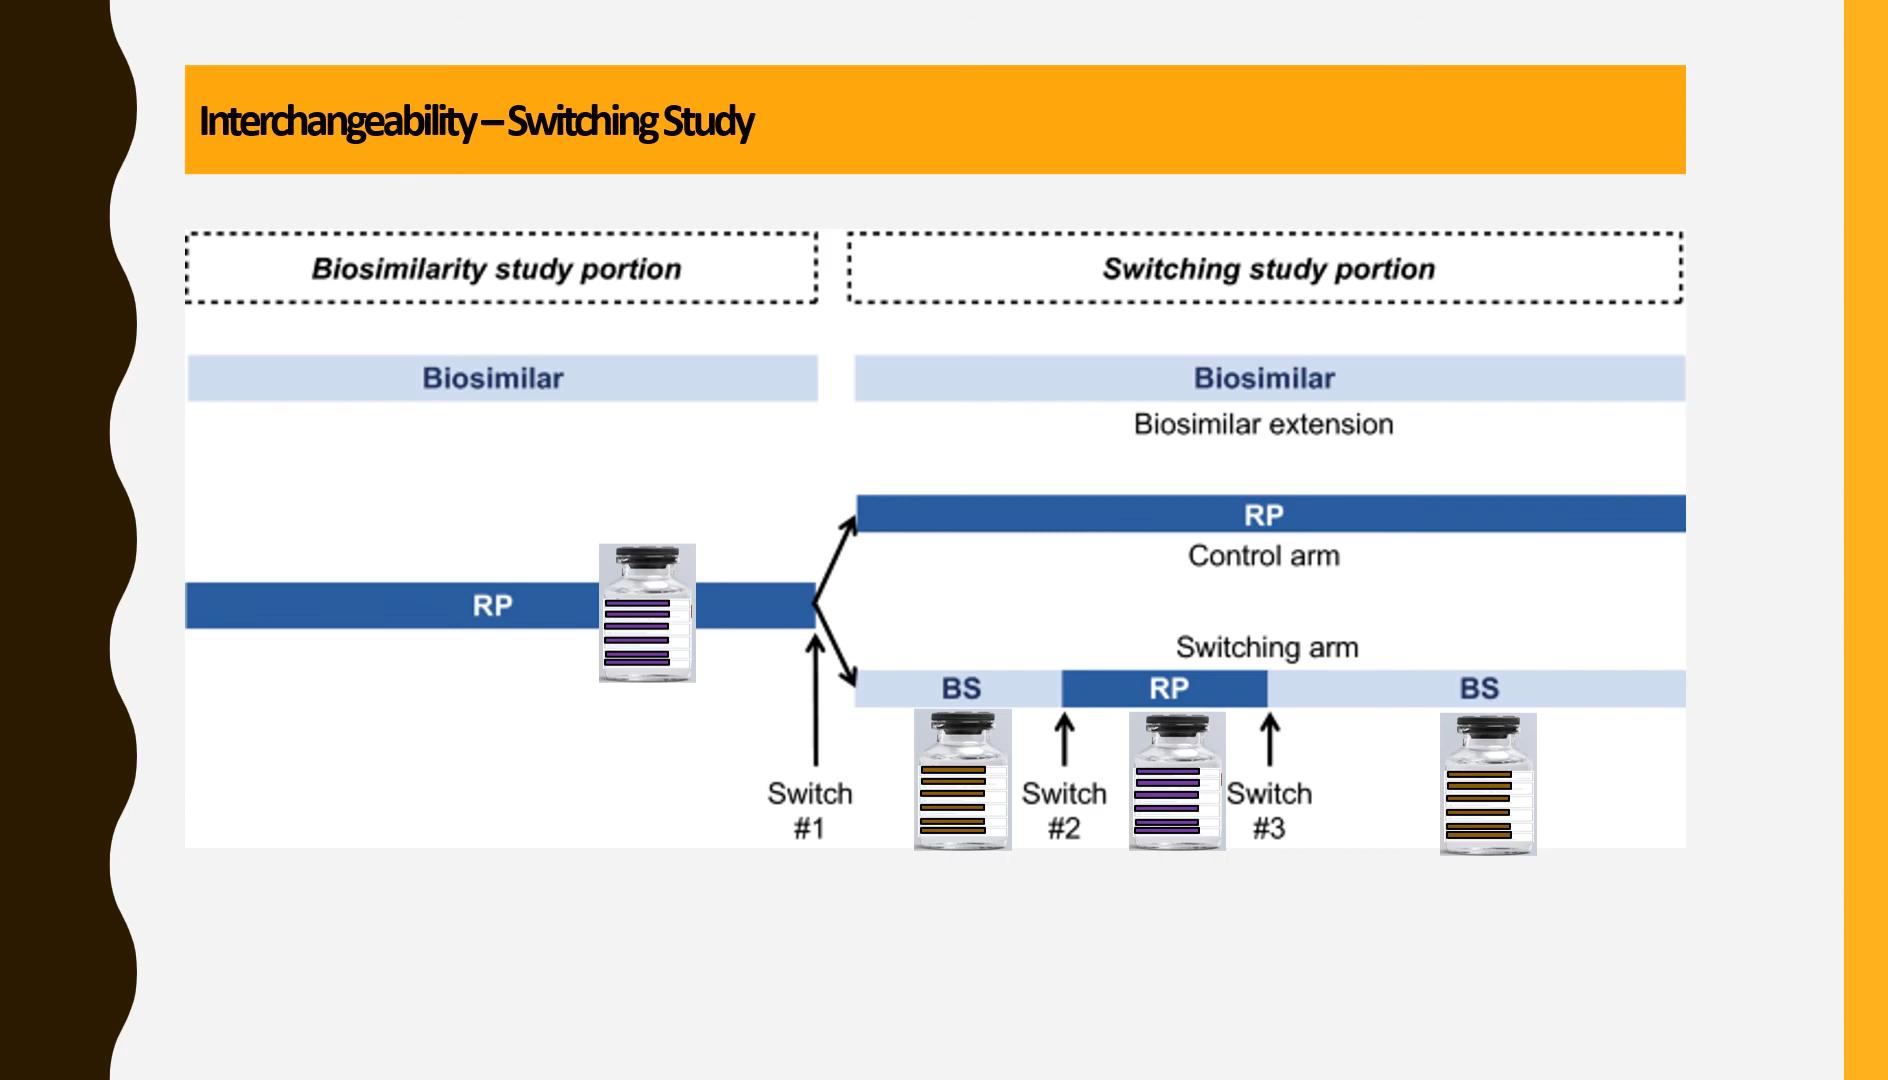 Interchangeability – Switching Study
Biosimilarity study portion
Switching study portion
Biosimilar
Biosimilar
Biosimilar extension
RP
Control arm
RP
Switching arm
BS
RP
BS
Switch
#1
Switch
#2
Switch
#3